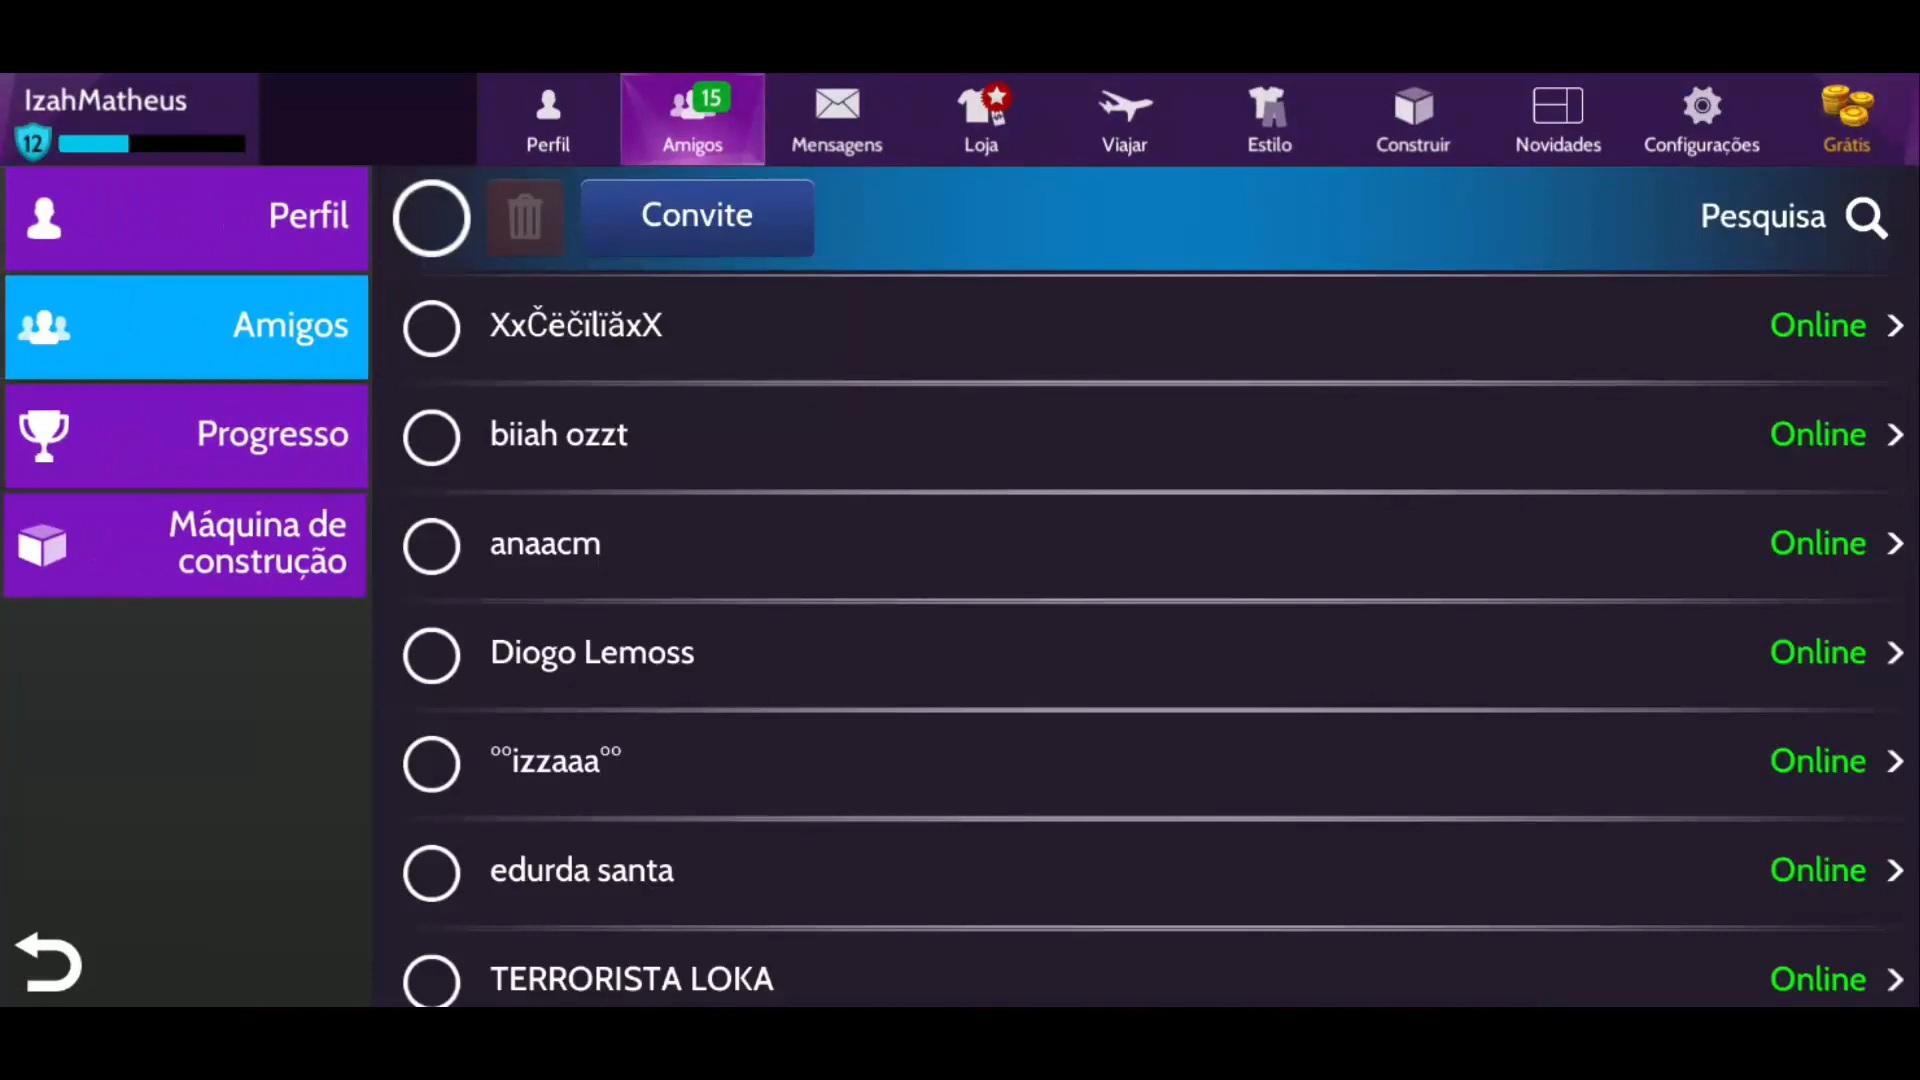 IzahMatheus
12
Perfil
15
Amigos
Mensagens
Loja
Viajar
Estilo
Construir
Novidades
Configurações
Grátis
Perfil
Amigos
Progresso
Máquina de
construção
Convite
Pesquisa
XxČëčïlïăxX Online
biiah ozzt Online
anaacm Online
Diogo Lemoss Online
°°izzaaa°° Online
edurda santa Online
TERRORISTA LOKA Online